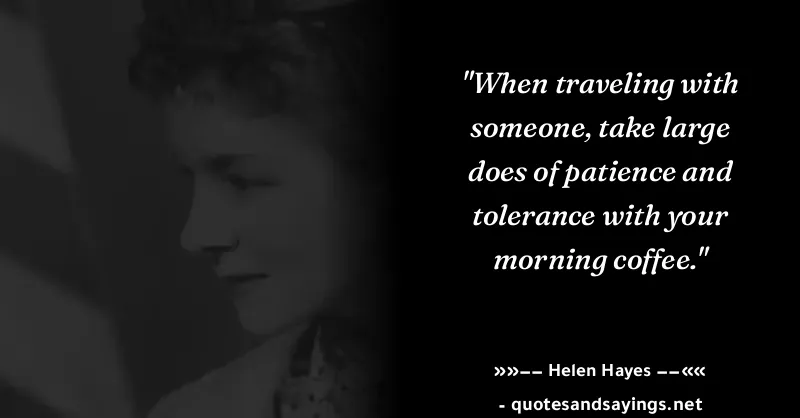 "When traveling with
someone, take large
does of patience and
tolerance with your
morning coffee."
»»−− Helen Hayes −−««
- quotesandsayings.net